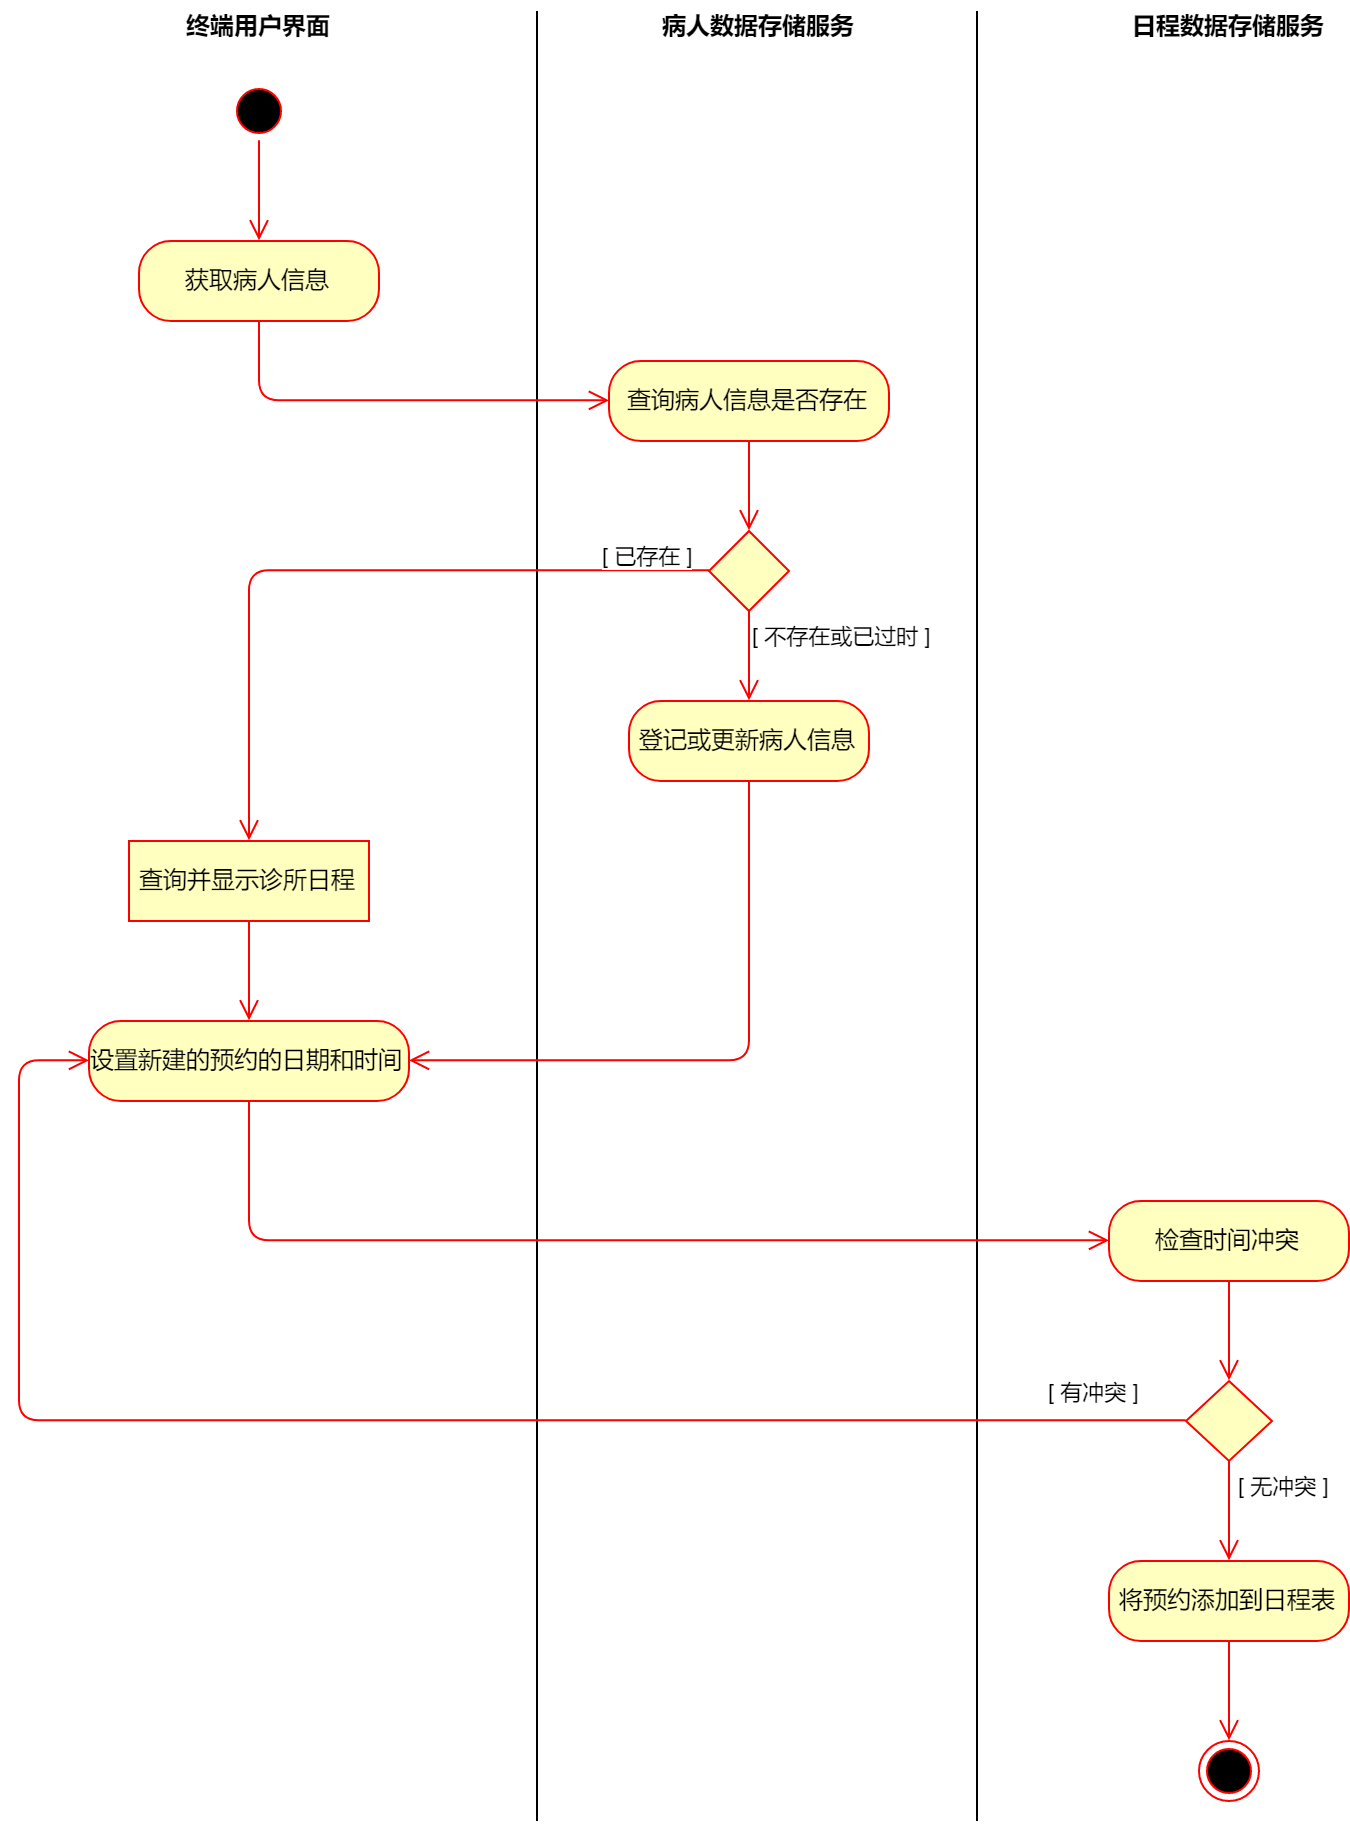 终端用户界面
病人数据存储服务
日程数据存储服务
获取病人信息
查询病人信息是否存在
[ 已存在 ]
[ 不存在或已过时 ]
登记或更新病人信息
查询并显示诊所日程
设置新建的预约的日期和时间
检查时间冲突
[ 有冲突 ]
[ 无冲突 ]
将预约添加到日程表